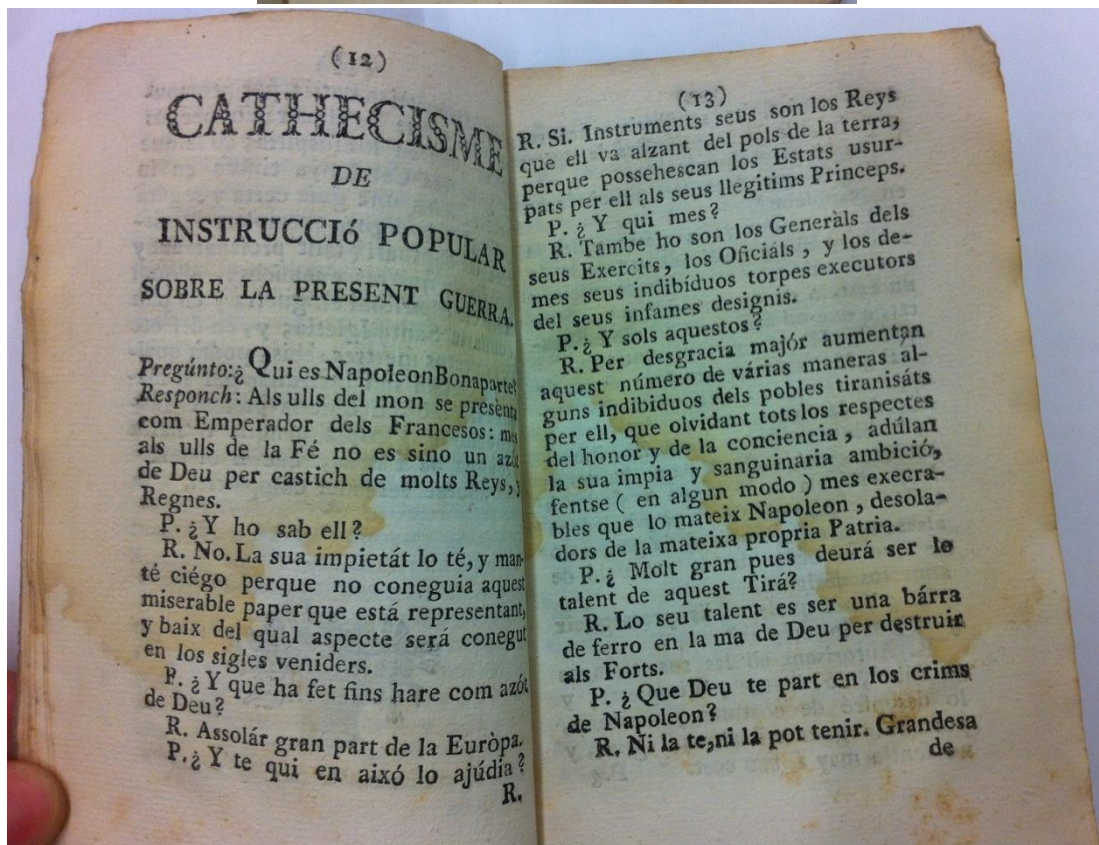 (12)
CATHECISME
DE
INSTRUCCIó POPULAR
SOBRE LA PRESENT GUERRA.
Pregúnto: ¿ Qui es Napoleon Bonaparte?
Responch: Als ulls del mon se presènta
com Emperador dels Francesos: mes
als ulls de la Fé no es sino un azót
de Deu per castich de molts Reys, y
Regnes.
P. ¿ Y ho sab ell?
R. No. La sua impietát lo té, y man-
té ciégo perque no coneguia aquest
miserable paper que está representant,
y baix del qual aspecte será conegut
en los sigles veniders.
P. ¿ Y que ha fet fins hare com azót
de Deu?
R. Assolár gran part de la Euròpa.
P. ¿ Y te qui en aixó lo ajúdia?
R.
(13)
R. Si. Instruments seus son los Reys
que ell va alzant del pols de la terra,
perque possehescan los Estats usur-
pats per ell als seus llegitims Princeps.
P. ¿ Y qui mes?
R. Tambe ho son los Generàls dels
seus Exercits, los Oficiáls, y los de-
mes seus indibíduos torpes executors
del seus infames designis.
P. ¿ Y sols aquestos?
R. Per desgracia majór aumentan
aquest número de várias maneras al-
guns indibiduos dels pobles tiranisáts
per ell, que olvidant tots los respectes
del honor y de la conciencia, adúlan
la sua impia y sanguinaria ambició,
fentse (en algun modo) mes execra-
bles que lo mateix Napoleon, desola-
dors de la mateixa propria Patria.
P. ¿ Molt gran pues deurá ser lo
talent de aquest Tirá?
R. Lo seu talent es ser una bárra
de ferro en la ma de Deu per destruir
als Forts.
P. ¿ Que Deu te part en los crims
de Napoleon?
R. Ni la te, ni la pot tenir. Grandesa
de